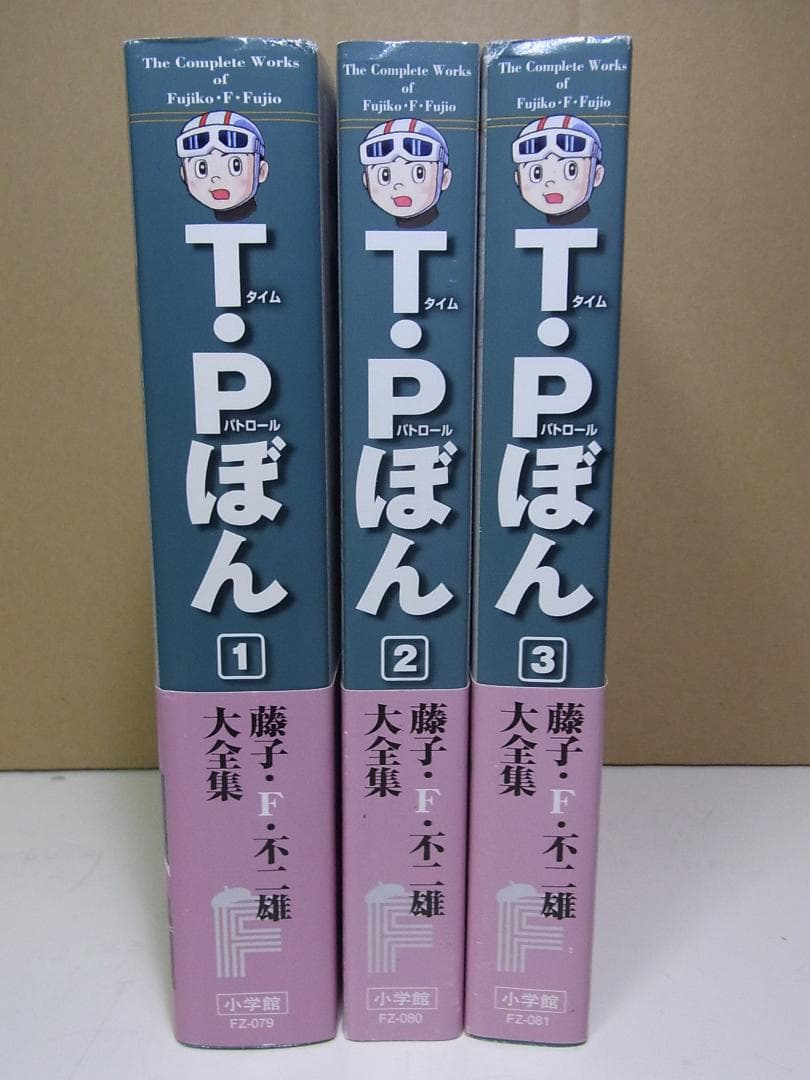 The Complete Works
of
Fujiko・F・Fujio
T・Pぼん
タイム
パトロール
1
藤子・F・不二雄
大全集
F
小学館
FZ-079
The Complete Works
of
Fujiko・F・Fujio
T・Pぼん
タイム
パトロール
2
藤子・F・不二雄
大全集
F
小学館
FZ-080
The Complete Works
of
Fujiko・F・Fujio
T・Pぼん
タイム
パトロール
3
藤子・F・不二雄
大全集
F
小学館
FZ-081